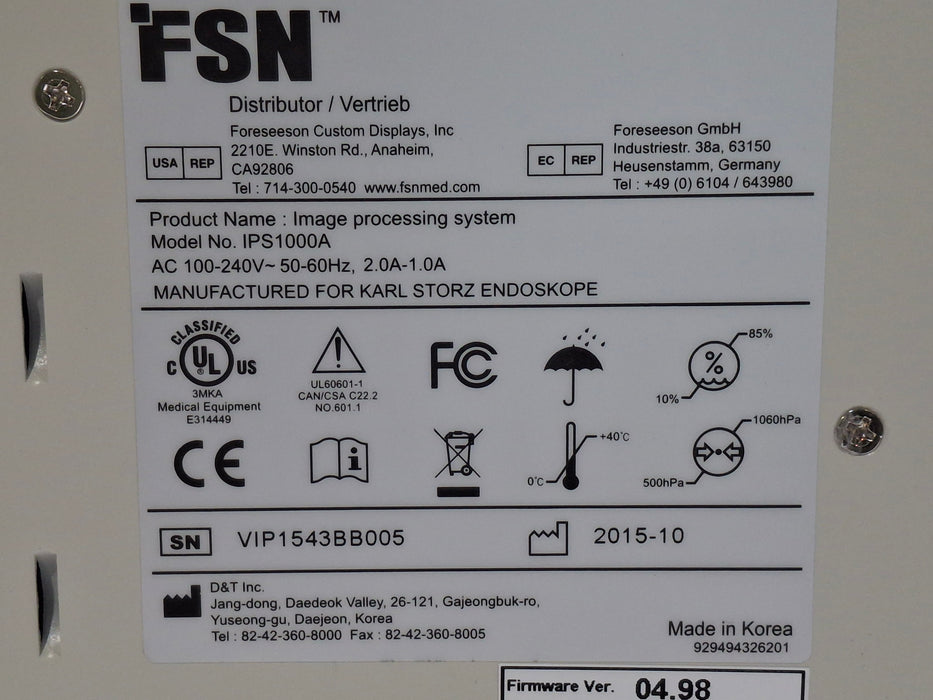 FSN™
Distributor / Vertrieb
USA REP
Foreseeson Custom Displays, Inc
2210E. Winston Rd., Anaheim,
CA92806
Tel : 714-300-0540 www.fsnmed.com
EC REP
Foreseeson GmbH
Industriestr. 38a, 63150
Heusenstamm, Germany
Tel : +49 (0) 6104 / 643980
Product Name : Image processing system
Model No. IPS1000A
AC 100-240V~ 50-60Hz, 2.0A-1.0A
MANUFACTURED FOR KARL STORZ ENDOSKOPE
CLASSIFIED
C UL ® US
3MKA
Medical Equipment
E314449
!
UL60601-1
CAN/CSA C22.2
NO.601.1
FC
%
85%
10%
CE
i
+40℃
0℃
1060hPa
500hPa
SN VIP1543BB005
2015-10
D&T Inc.
Jang-dong, Daedeok Valley, 26-121, Gajeongbuk-ro,
Yuseong-gu, Daejeon, Korea
Tel : 82-42-360-8000 Fax : 82-42-360-8005
Made in Korea
929494326201
Firmware Ver. 04.98